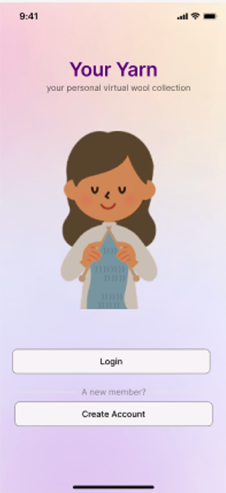 9:41
Your Yarn
your personal virtual wool collection
Login
A new member?
Create Account